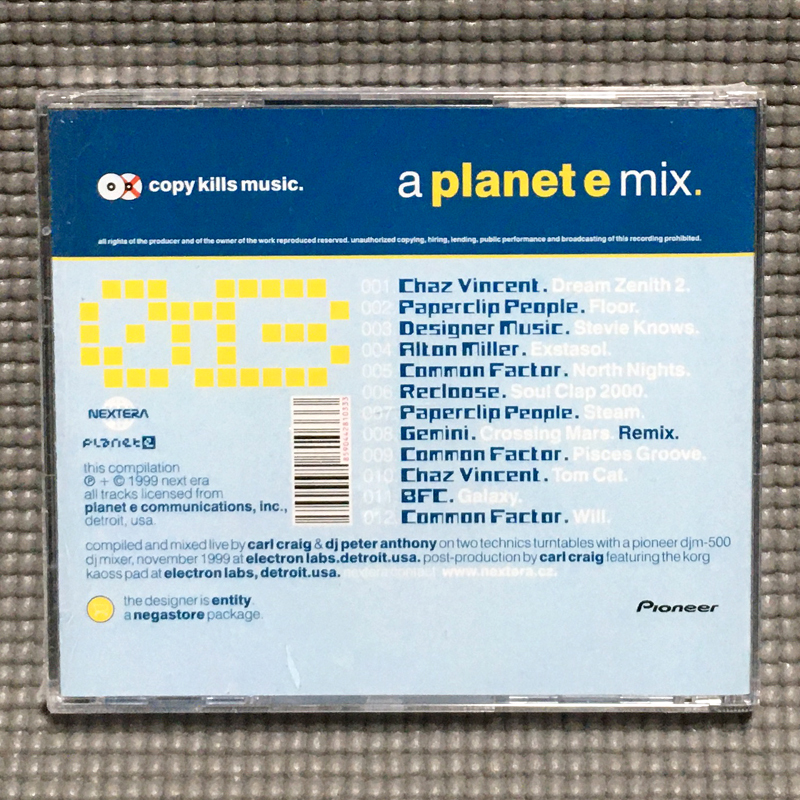 copy kills music.
a planet e mix.
all rights of the producer and of the owner of the work reproduced reserved. unauthorized copying, hiring, lending, public performance and broadcasting of this recording prohibited.
001 Chaz Vincent. Dream Zenith 2.
002 Paperclip People. Floor.
003 Designer Music. Stevie Knows.
004 Alton Miller. Exstasol.
005 Common Factor. North Nights.
006 Recloose. Soul Clap 2000.
007 Paperclip People. Steam.
008 Gemini. Crossing Mars. Remix.
009 Common Factor. Pisces Groove.
010 Chaz Vincent. Tom Cat.
011 BFC. Galaxy.
012 Common Factor. Will.
NEXTERA
planet e
this compilation
℗ + © 1999 next era
all tracks licensed from
planet e communications, inc.,
detroit, usa.
8590442810333
compiled and mixed live by carl craig & dj peter anthony on two technics turntables with a pioneer djm-500
dj mixer, november 1999 at electron labs.detroit.usa. post-production by carl craig featuring the korg
kaoss pad at electron labs, detroit.usa. www.nextera.cz.
the designer is entity.
a negastore package.
Pioneer